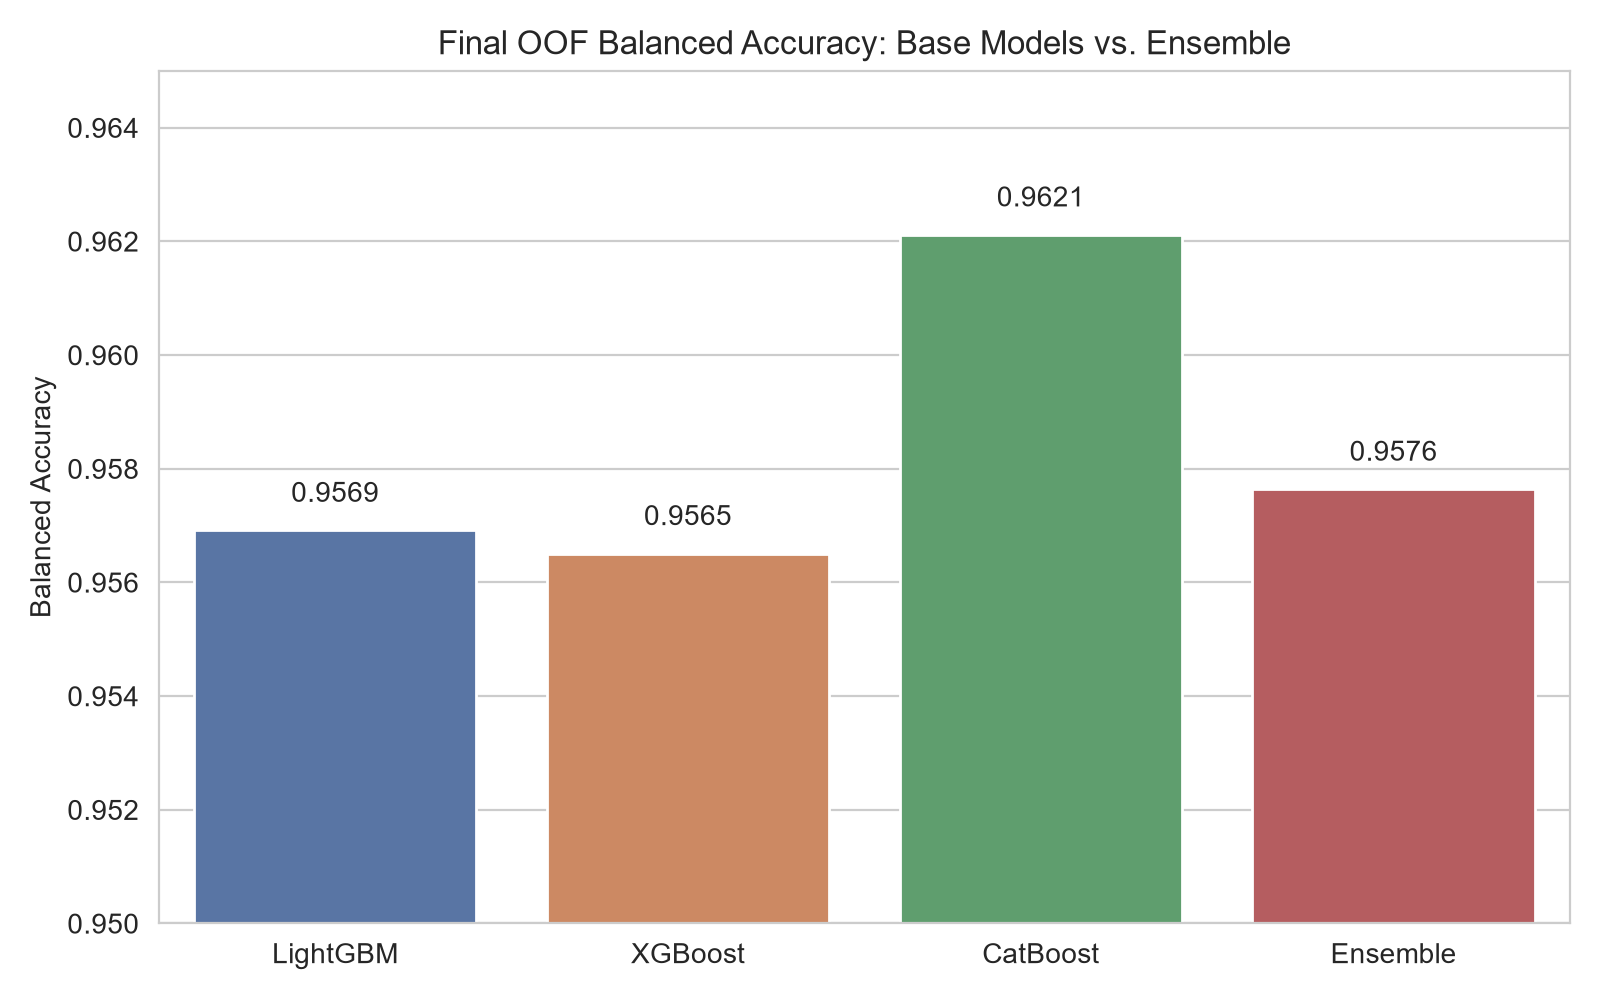 Final OOF Balanced Accuracy: Base Models vs. Ensemble
Balanced Accuracy
0.964
0.962
0.960
0.958
0.956
0.954
0.952
0.950
0.9569
0.9565
0.9621
0.9576
LightGBM
XGBoost
CatBoost
Ensemble